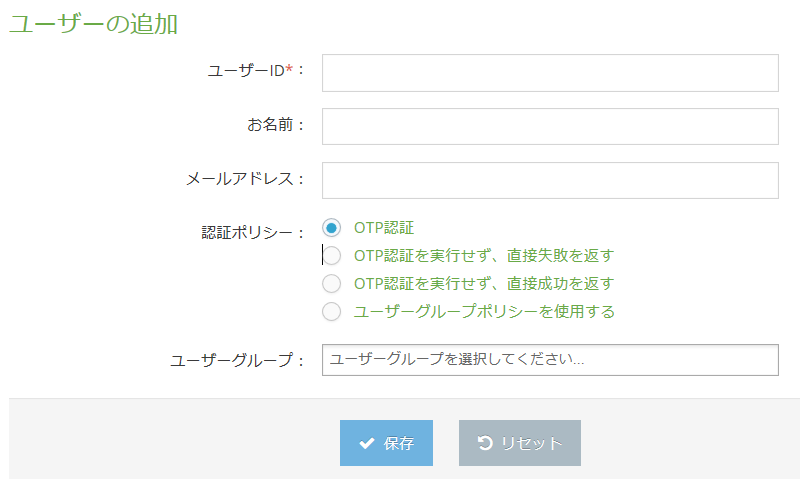 ユーザーの追加
ユーザーID*：
お名前：
メールアドレス：
認証ポリシー： OTP認証
OTP認証を実行せず、直接失敗を返す
OTP認証を実行せず、直接成功を返す
ユーザーグループポリシーを使用する
ユーザーグループ： ユーザーグループを選択してください...
保存 リセット